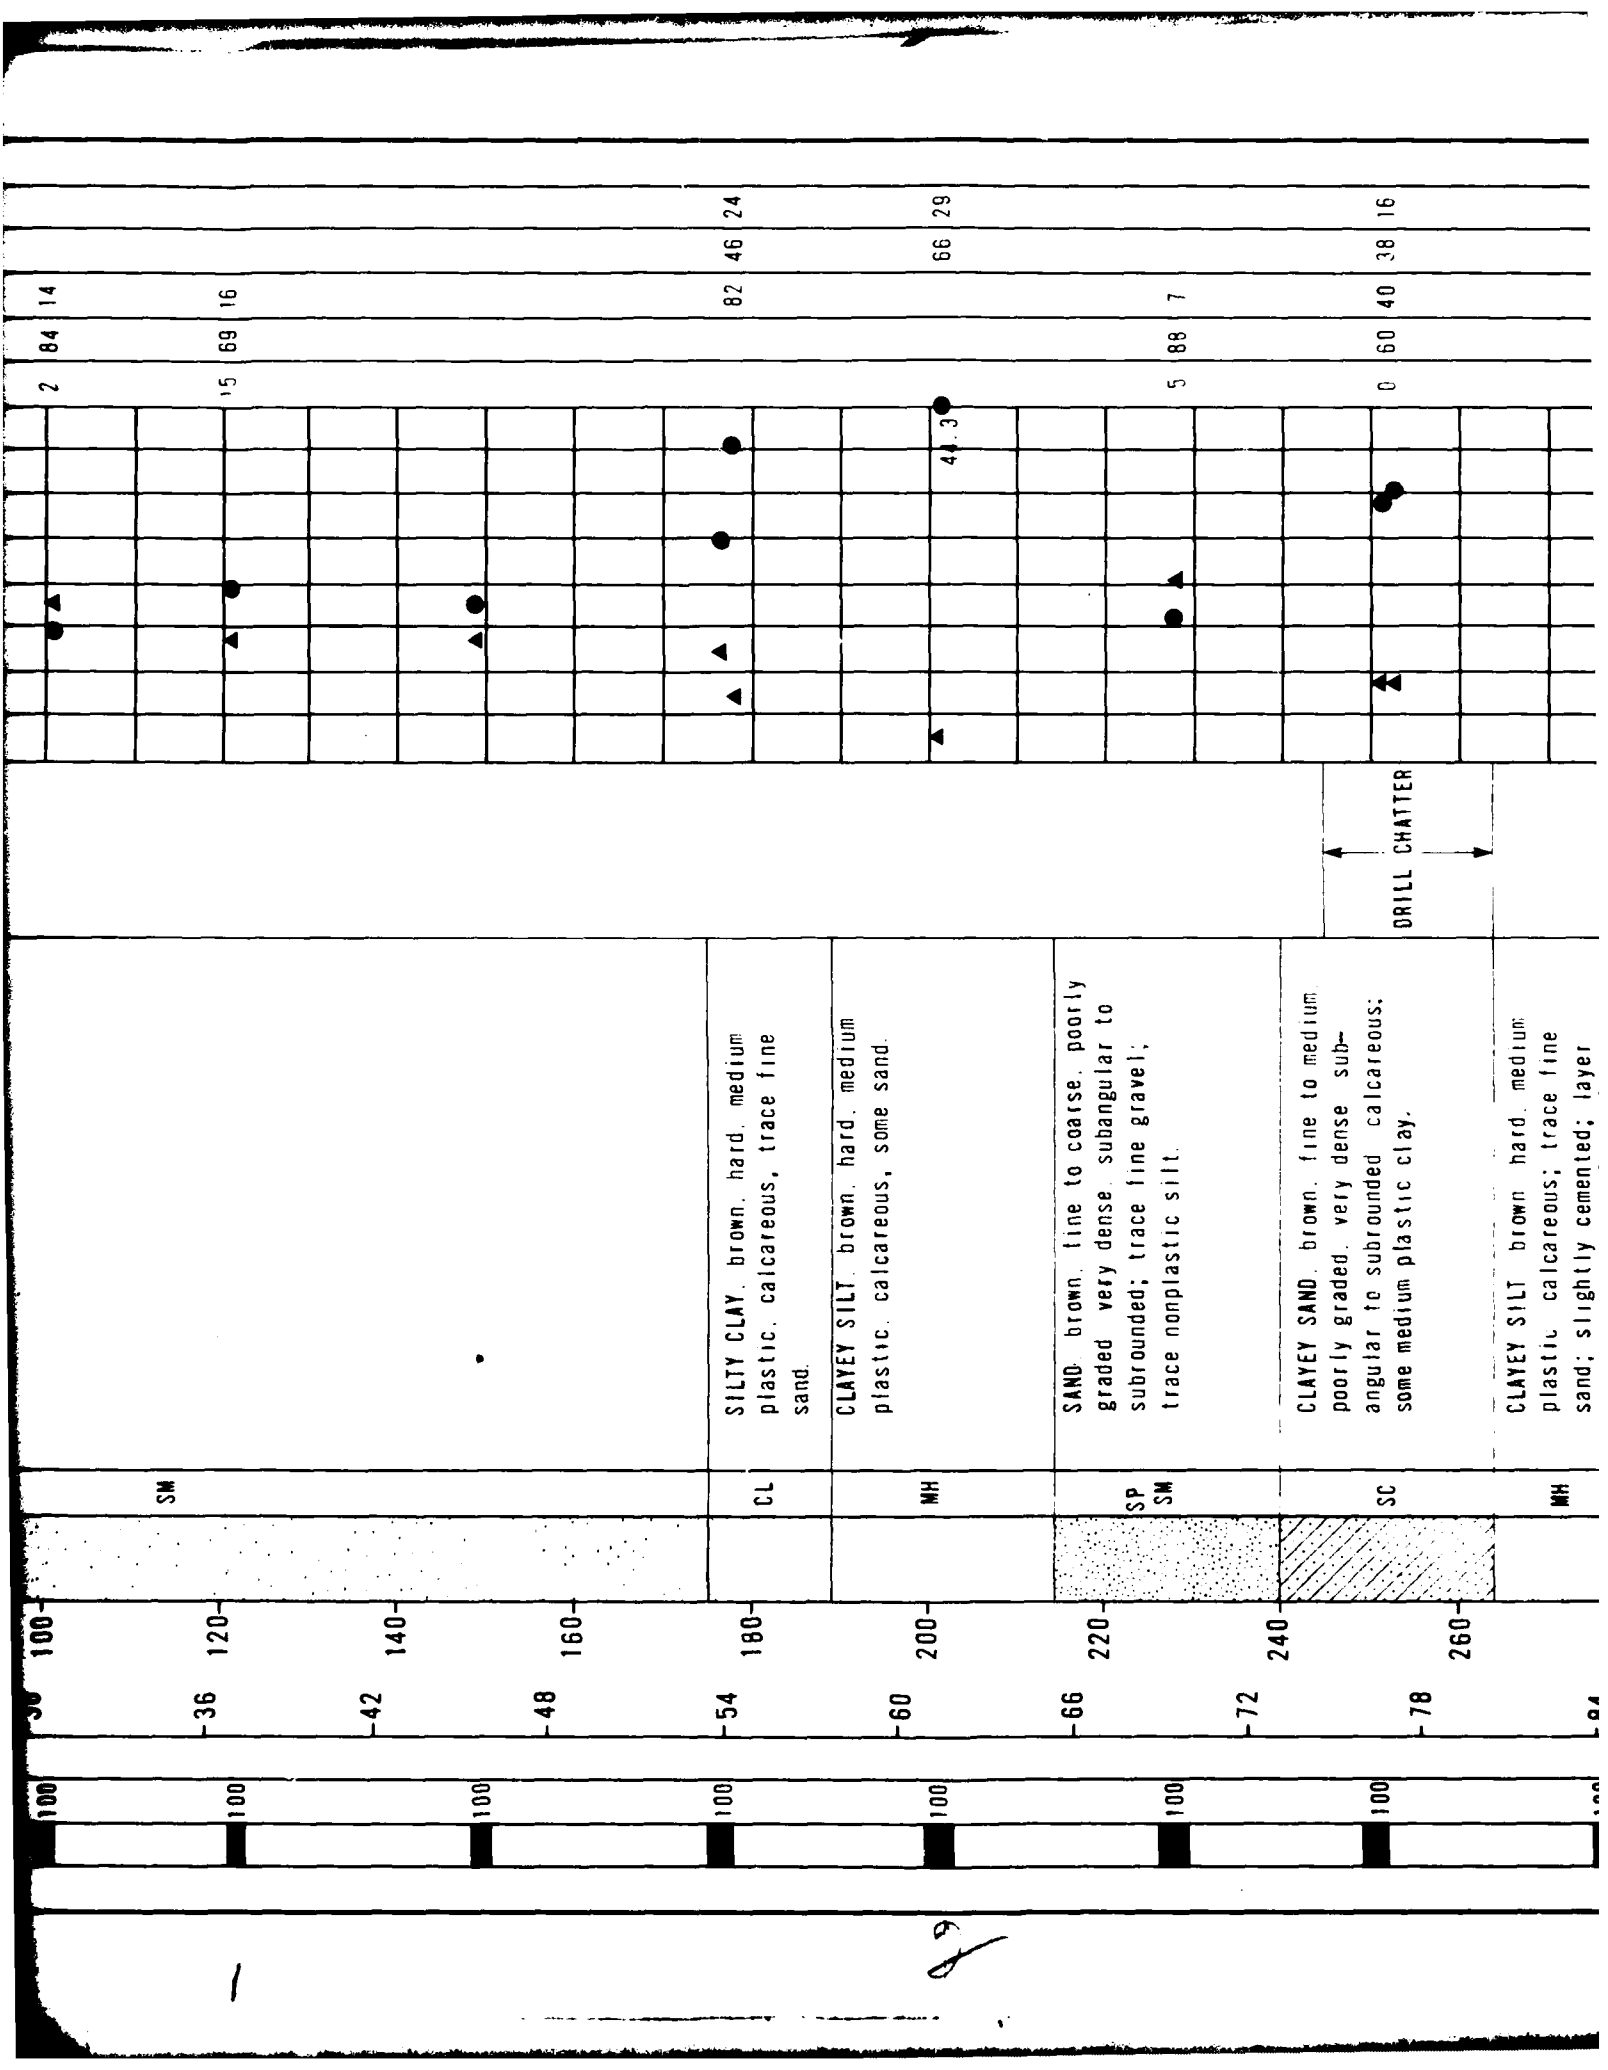 2 84 14
15 69 16
82 46 24
66 29
5 88 7
0 60 40 38 16
44.3
DRILL CHATTER
SILTY CLAY, brown, hard, medium
plastic, calcareous, trace fine
sand.
CLAYEY SILT, brown, hard, medium
plastic, calcareous, some sand.
SAND, brown, fine to coarse, poorly
graded, very dense, subangular to
subrounded; trace fine gravel;
trace nonplastic silt.
CLAYEY SAND, brown, fine to medium,
poorly graded, very dense, sub-
angular to subrounded, calcareous;
some medium plastic clay.
CLAYEY SILT, brown, hard, medium
plastic, calcareous; trace fine
sand; slightly cemented; layer
SM
CL
MH
SP
SM
SC
MH
100
120
140
160
180
200
220
240
260
36
42
48
54
60
66
72
78
84
100
100
100
100
100
100
100